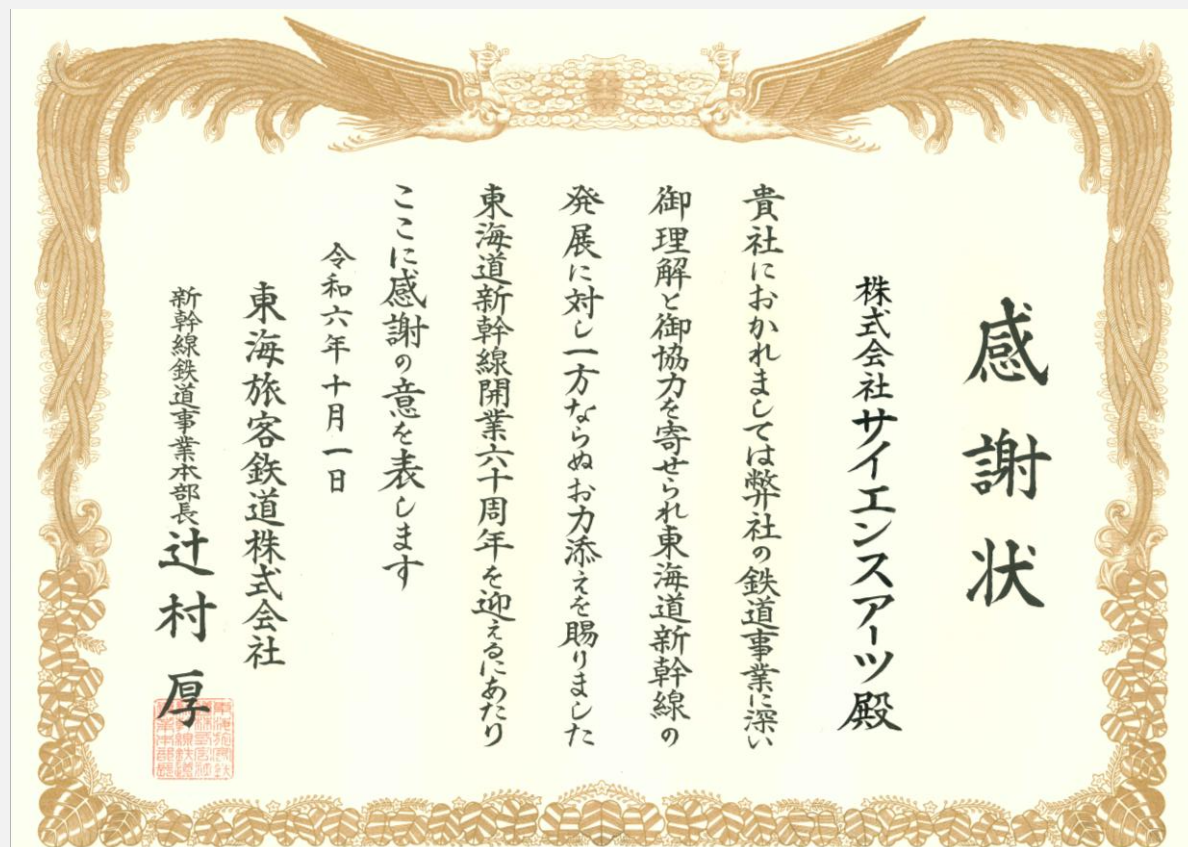 感謝状
株式会社サイエンスアーツ殿
貴社におかれましては弊社の鉄道事業に深い
御理解と御協力を寄せられ東海道新幹線の
発展に対し一方ならぬお力添えを賜りました
東海道新幹線開業六十周年を迎えるにあたり
ここに感謝の意を表します
令和六年十月一日
東海旅客鉄道株式会社
新幹線鉄道事業本部長辻村厚